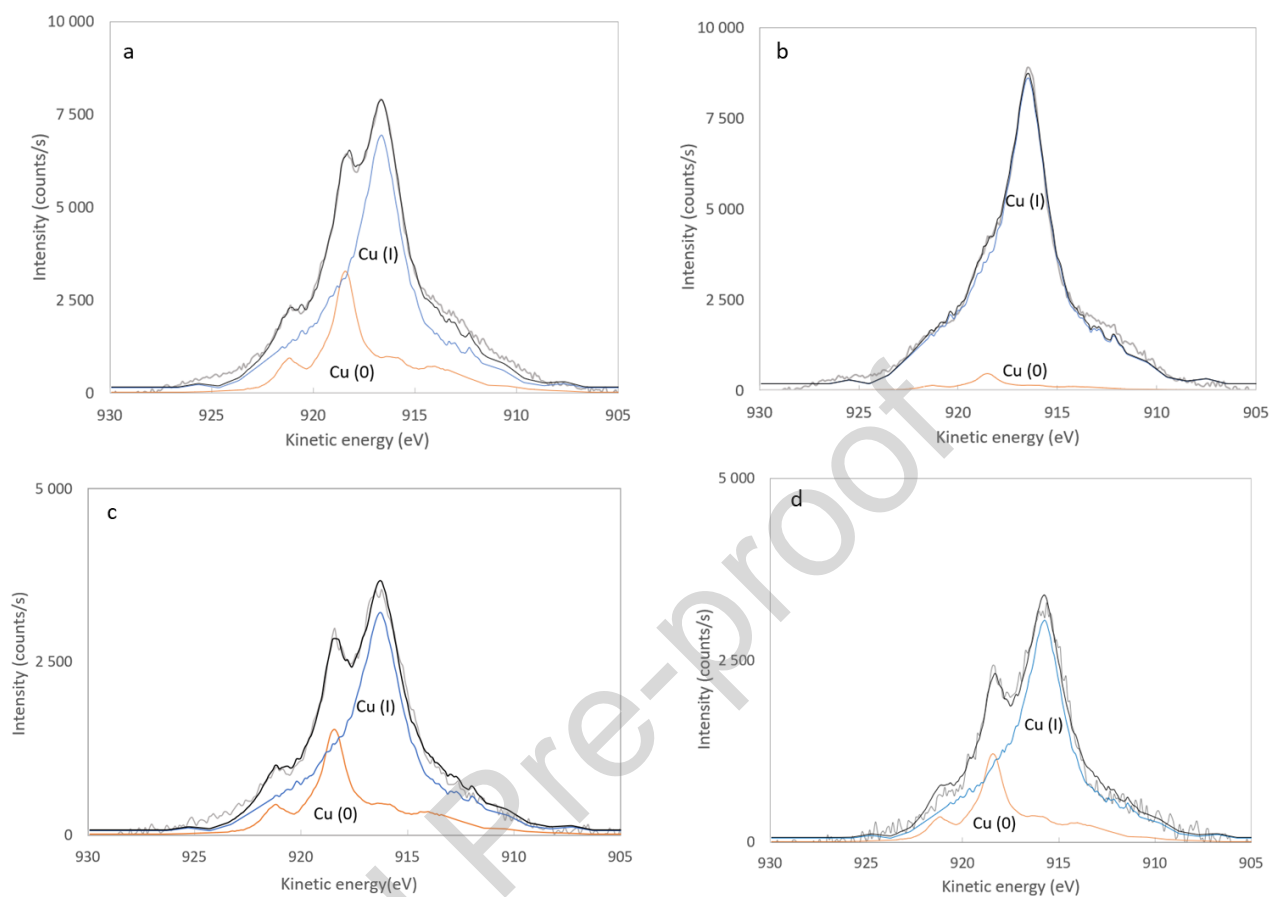 a
10 000
7 500
5 000
2 500
0
Intensity (counts/s)
Cu (I)
Cu (0)
930
925
920
915
910
905
Kinetic energy (eV)
b
10 000
7 500
5 000
2 500
0
Intensity (counts/s)
Cu (I)
Cu (0)
930
925
920
915
910
905
Kinetic energy (eV)
c
5 000
2 500
0
Intensity (counts/s)
Cu (I)
Cu (0)
930
925
920
915
910
905
Kinetic energy(eV)
d
5 000
2 500
0
Intensity (counts/s)
Cu (I)
Cu (0)
930
925
920
915
910
905
Kinetic energy (eV)
Pre-proof